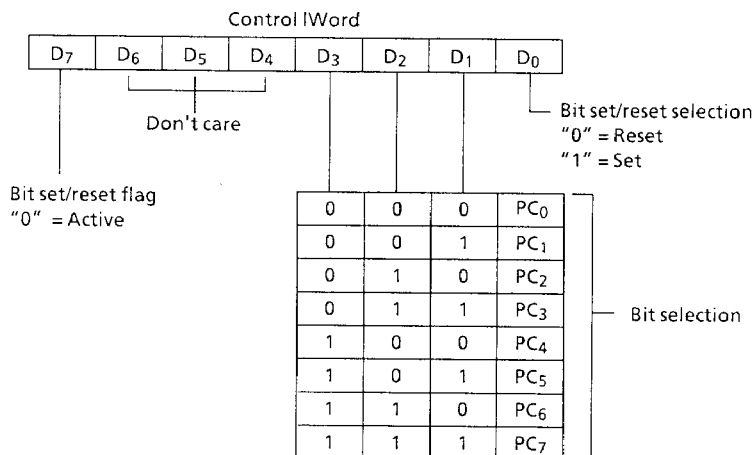 Control IWord
D7 D6 D5 D4 D3 D2 D1 D0
Don't care
Bit set/reset selection
"0" = Reset
"1" = Set
Bit set/reset flag
"0" = Active
0 0 0 PC0
0 0 1 PC1
0 1 0 PC2
0 1 1 PC3
1 0 0 PC4
1 0 1 PC5
1 1 0 PC6
1 1 1 PC7
Bit selection